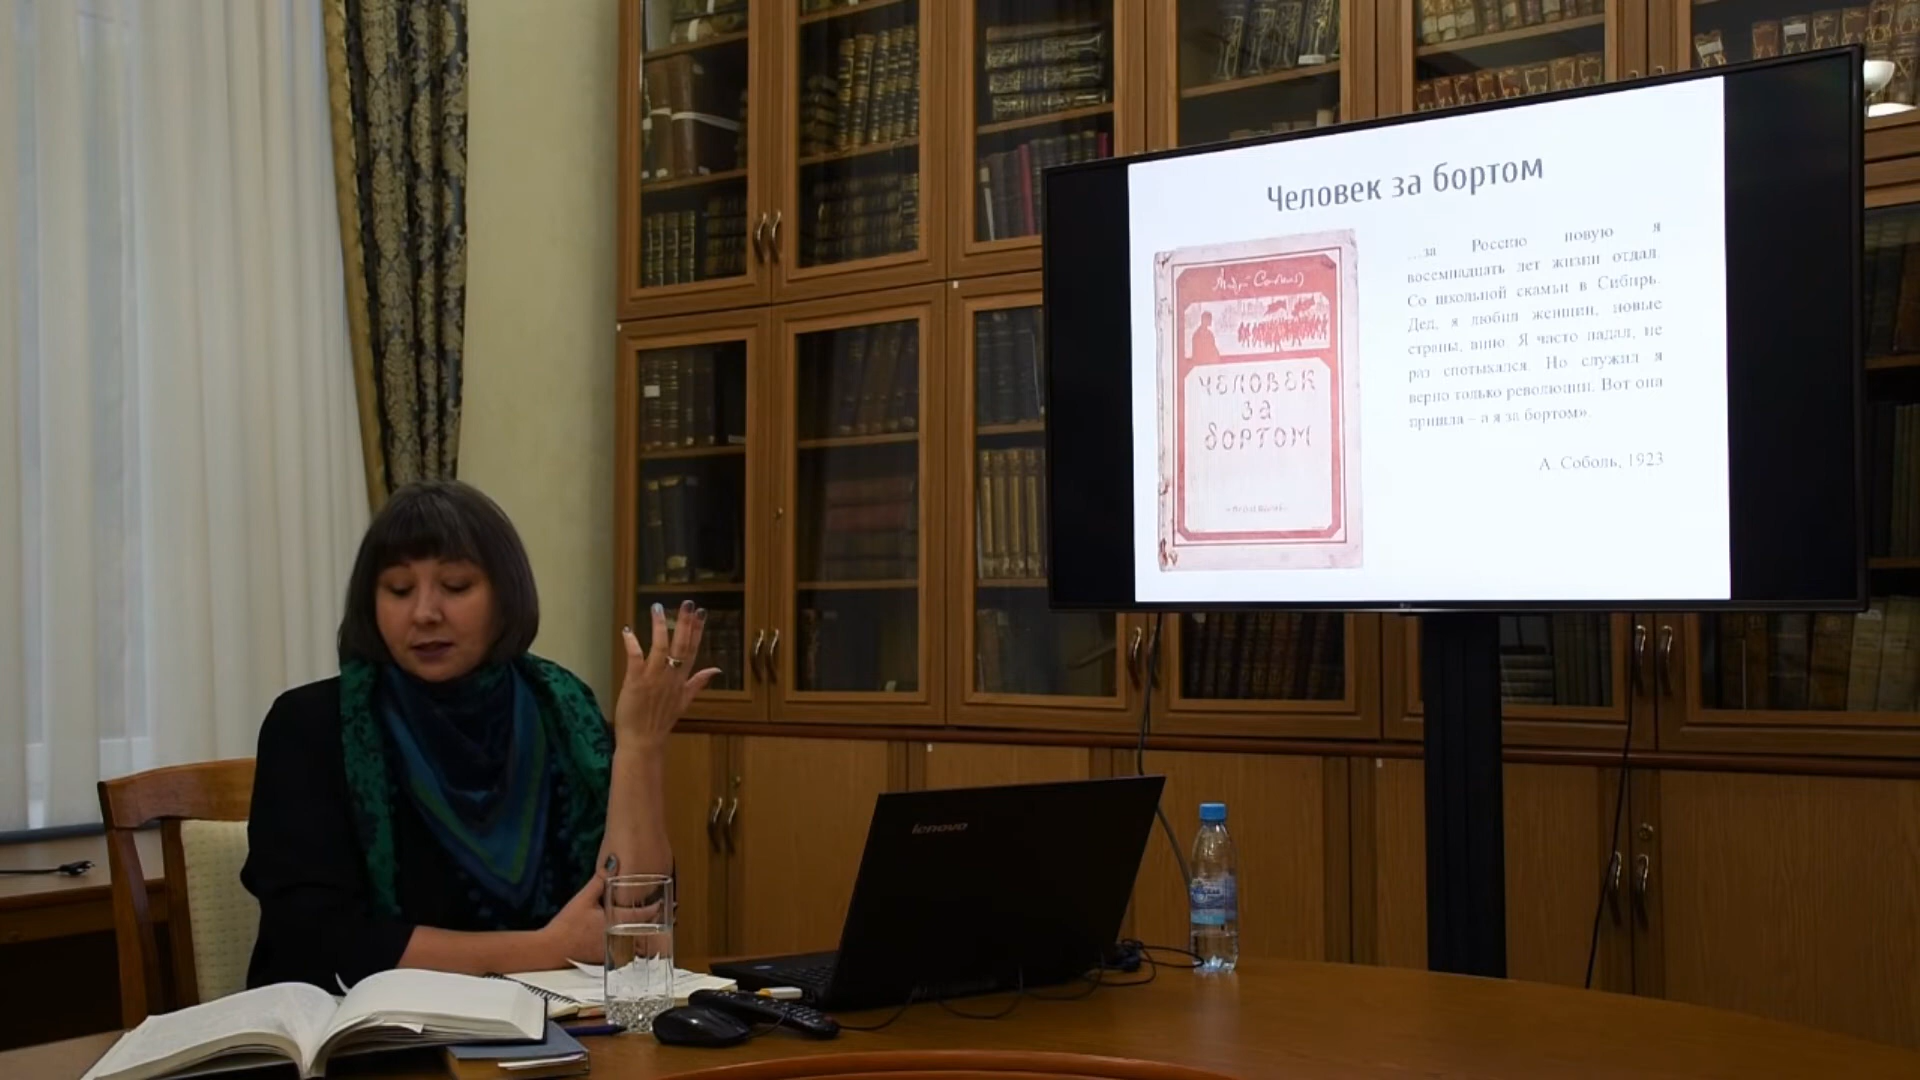 Человек за бортом
Андрей Соболь
ЧЕЛОВЕК
ЗА
БОРТОМ
…за Россию новую я
восемнадцать лет жизни отдал.
Со школьной скамьи в Сибирь.
Дед, я любил женщин, новые
страны, вино. Я часто падал, не
раз спотыкался. Но служил я
верно только революции. Вот она
пришла – а я за бортом».
А. Соболь, 1923
lenovo